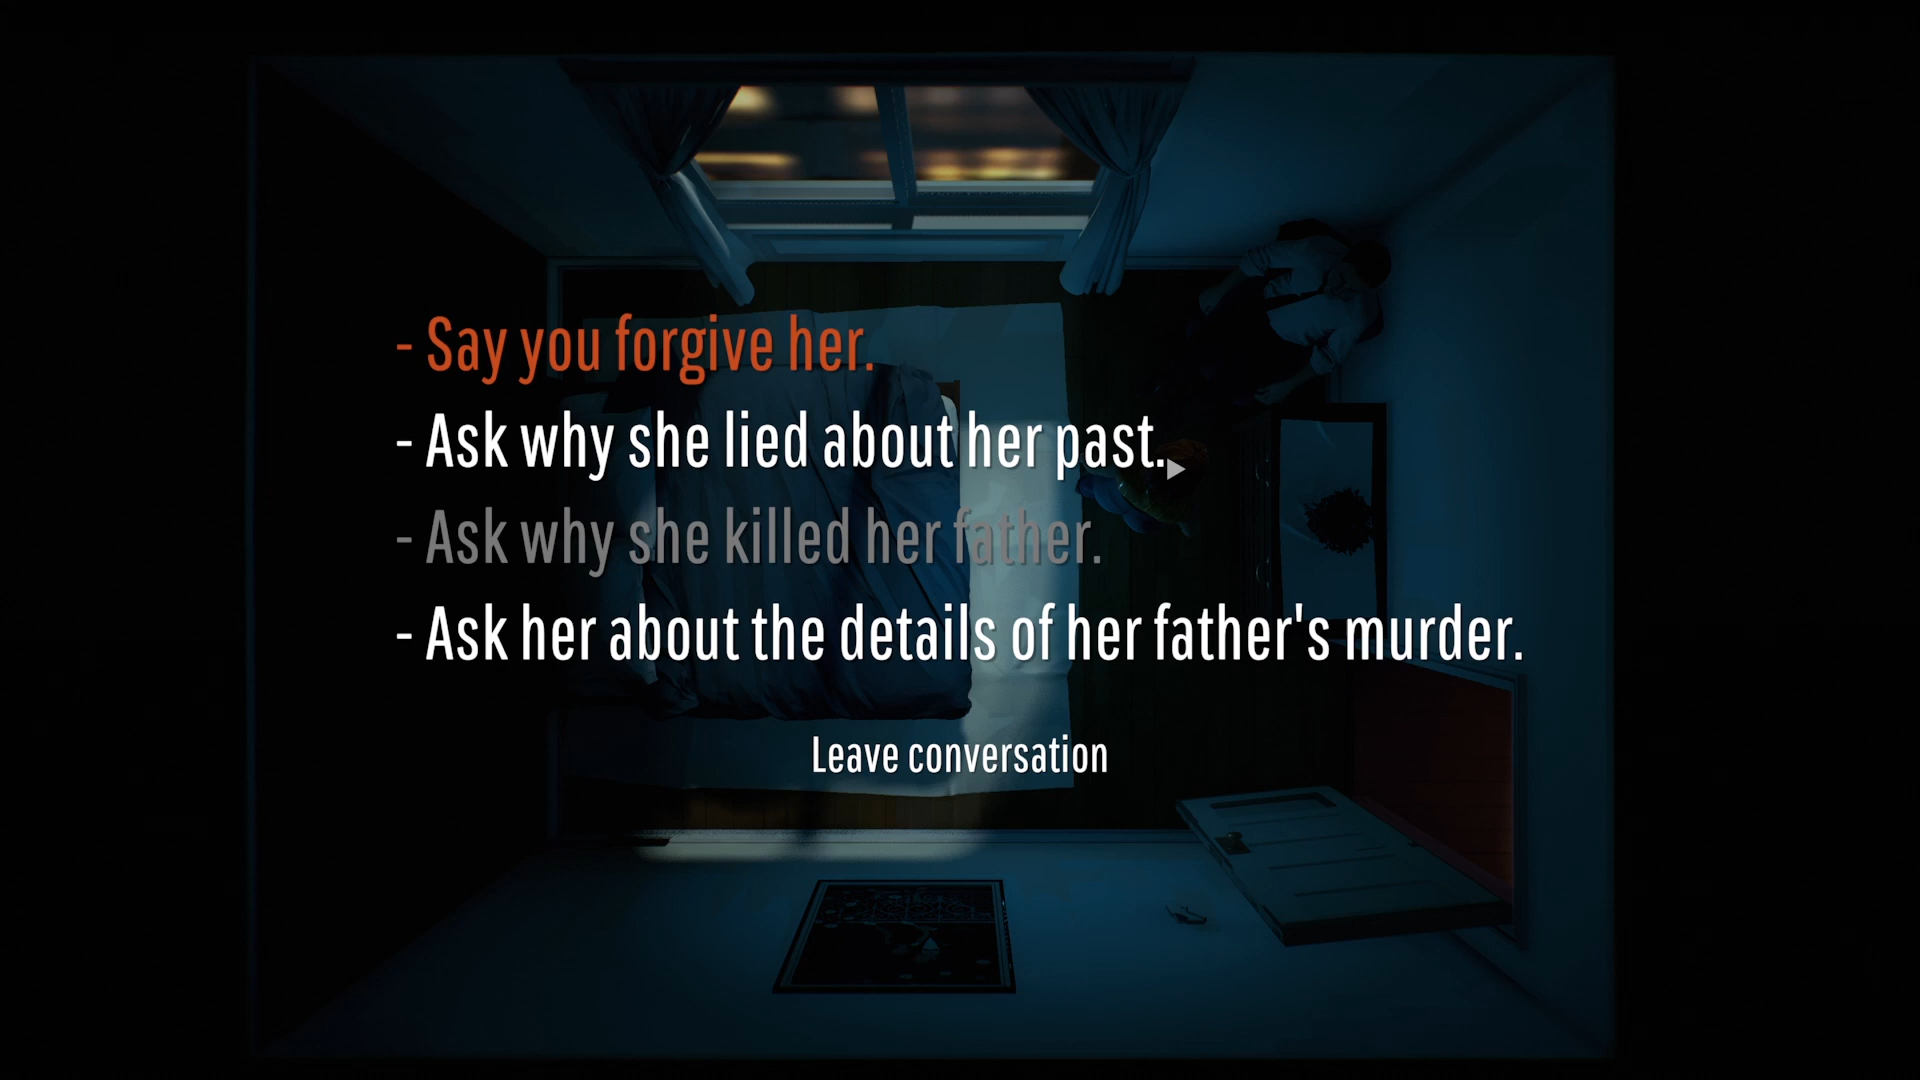 - Say you forgive her.
- Ask why she lied about her past.
- Ask why she killed her father.
- Ask her about the details of her father's murder.
Leave conversation